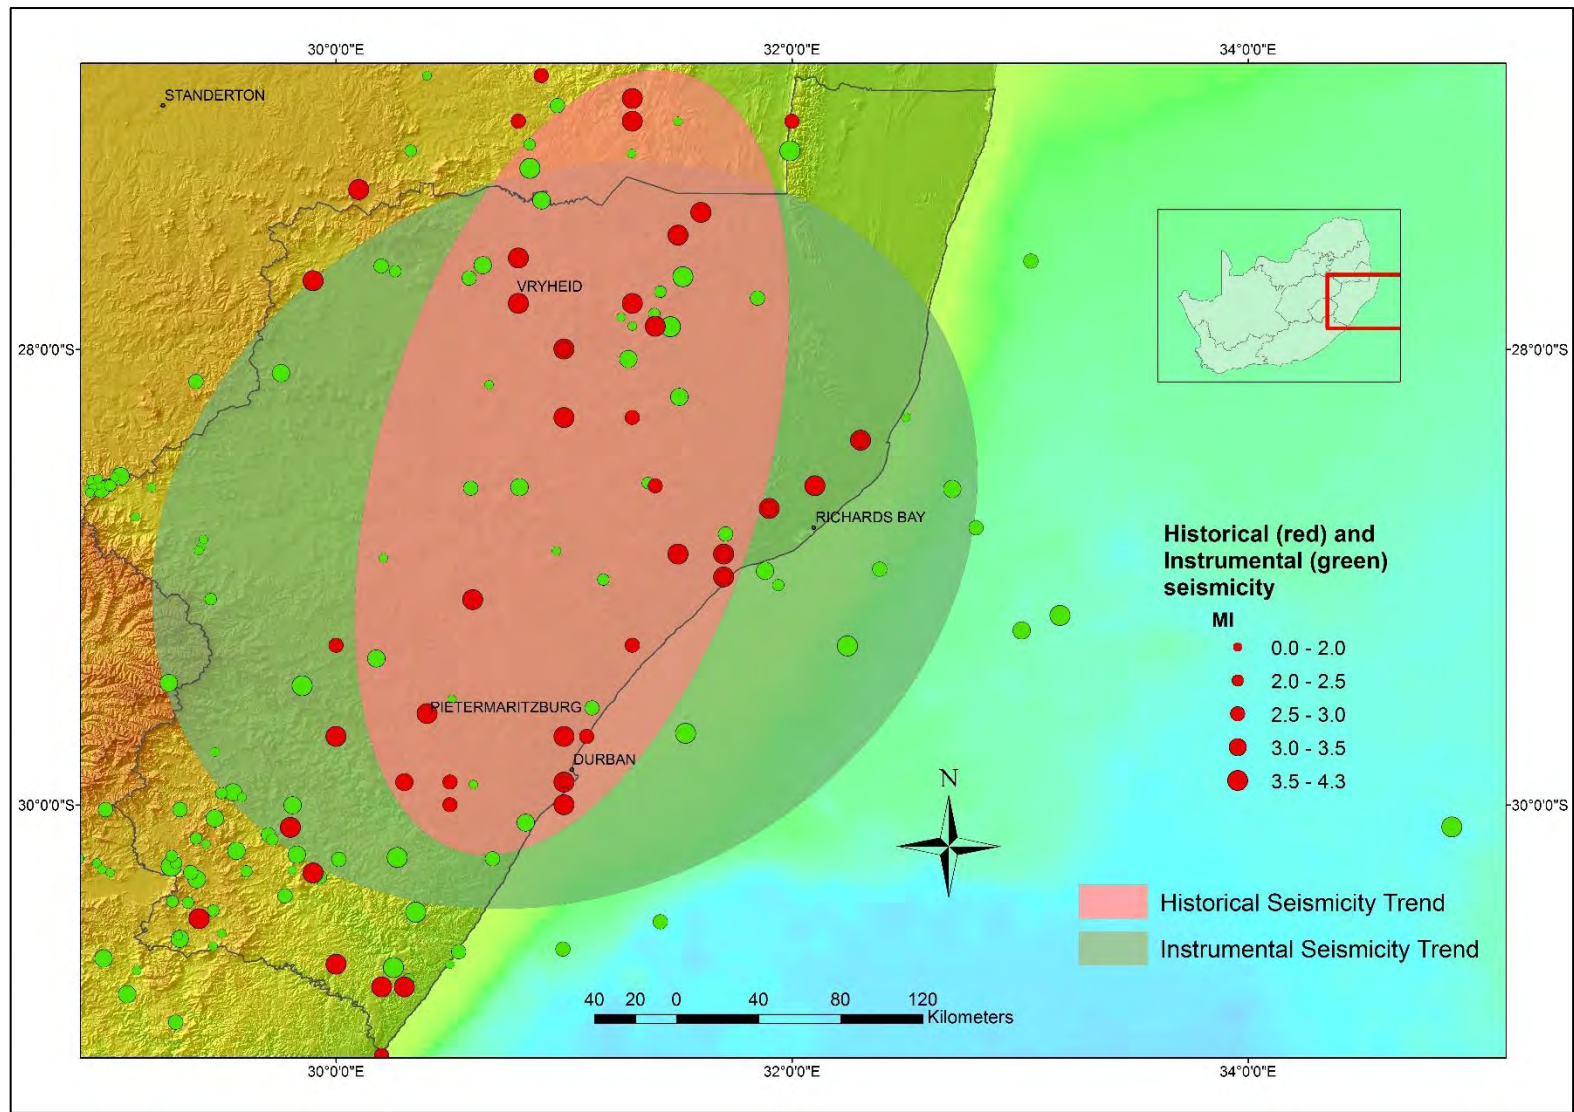 30°0'0"E 32°0'0"E 34°0'0"E
STANDERTON
VRYHEID
28°0'0"S 28°0'0"S
RICHARDS BAY
Historical (red) and
Instrumental (green)
seismicity
Ml
0.0 - 2.0
2.0 - 2.5
2.5 - 3.0
3.0 - 3.5
3.5 - 4.3
PIETERMARITZBURG
DURBAN
N
30°0'0"S 30°0'0"S
Historical Seismicity Trend
Instrumental Seismicity Trend
40 20 0 40 80 120
Kilometers
30°0'0"E 32°0'0"E 34°0'0"E